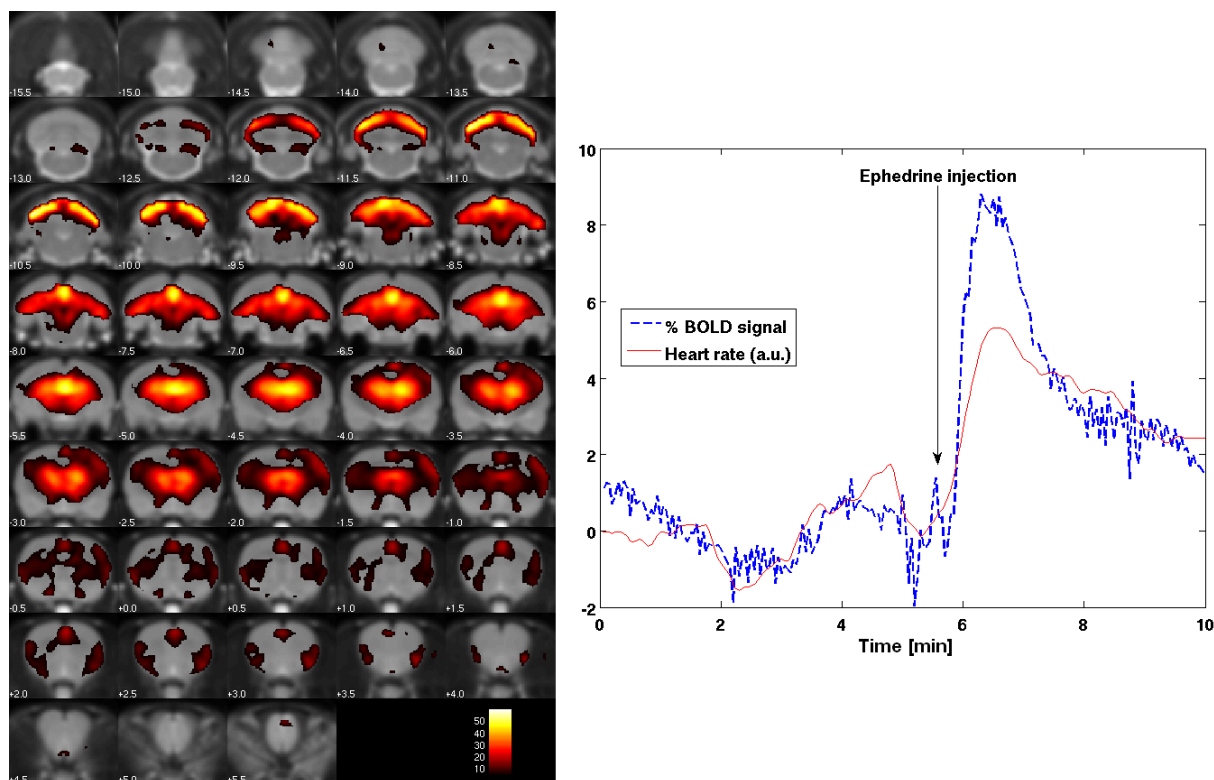 -15.5 -15.0 -14.5 -14.0 -13.5
-13.0 -12.5 -12.0 -11.5 -11.0
-10.5 -10.0 -9.5 -9.0 -8.5
-8.0 -7.5 -7.0 -6.5 -6.0
-5.5 -5.0 -4.5 -4.0 -3.5
-3.0 -2.5 -2.0 -1.5 -1.0
-0.5 +0.0 +0.5 +1.0 +1.5
+2.0 +2.5 +3.0 +3.5 +4.0
+4.5 +5.0 +5.5
50
40
30
20
10
10
8
6
4
2
0
-2
Ephedrine injection
% BOLD signal
Heart rate (a.u.)
0 2 4 6 8 10
Time [min]